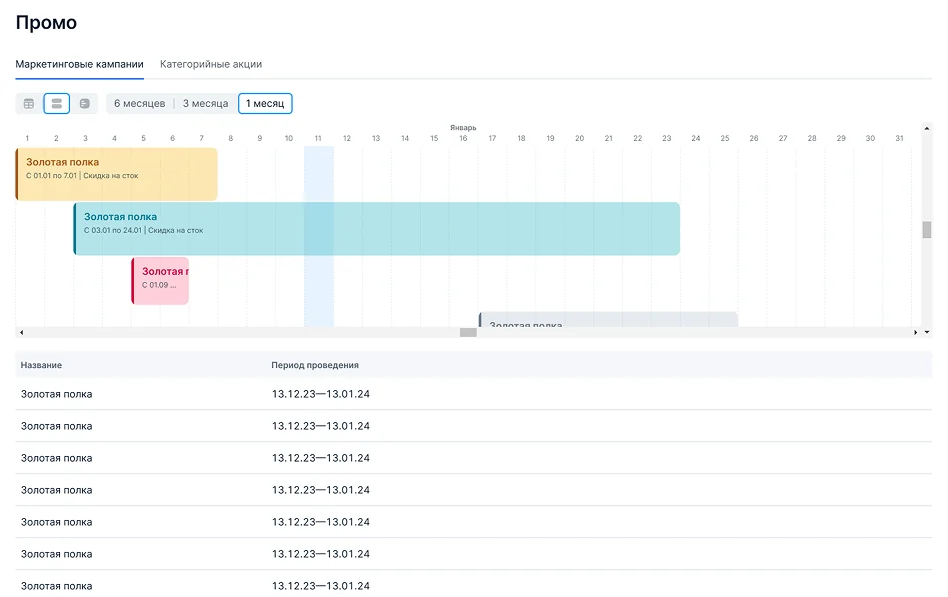 Промо
Маркетинговые кампании Категорийные акции
6 месяцев 3 месяца 1 месяц
Январь
1 2 3 4 5 6 7 8 9 10 11 12 13 14 15 16 17 18 19 20 21 22 23 24 25 26 27 28 29 30 31
Золотая полка
С 01.01 по 7.01 | Скидка на сток
Золотая полка
С 03.01 по 24.01 | Скидка на сток
Золотая п
С 01.09 ...
Золотая полка
Название Период проведения
Золотая полка 13.12.23—13.01.24
Золотая полка 13.12.23—13.01.24
Золотая полка 13.12.23—13.01.24
Золотая полка 13.12.23—13.01.24
Золотая полка 13.12.23—13.01.24
Золотая полка 13.12.23—13.01.24
Золотая полка 13.12.23—13.01.24